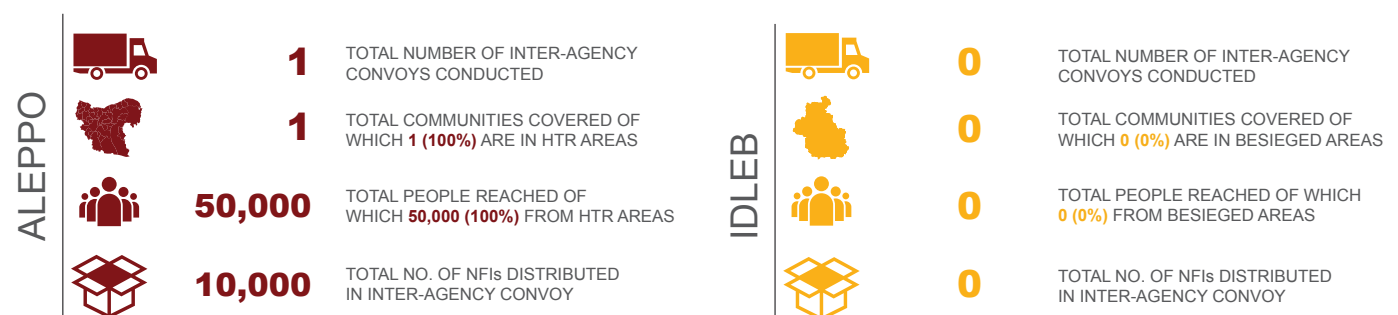 ALEPPO
1
TOTAL NUMBER OF INTER-AGENCY
CONVOYS CONDUCTED
1
TOTAL COMMUNITIES COVERED OF
WHICH 1 (100%) ARE IN HTR AREAS
50,000
TOTAL PEOPLE REACHED OF
WHICH 50,000 (100%) FROM HTR AREAS
10,000
TOTAL NO. OF NFIs DISTRIBUTED
IN INTER-AGENCY CONVOY
IDLEB
0
TOTAL NUMBER OF INTER-AGENCY
CONVOYS CONDUCTED
0
TOTAL COMMUNITIES COVERED OF
WHICH 0 (0%) ARE IN BESIEGED AREAS
0
TOTAL PEOPLE REACHED OF WHICH
0 (0%) FROM BESIEGED AREAS
0
TOTAL NO. OF NFIs DISTRIBUTED
IN INTER-AGENCY CONVOY